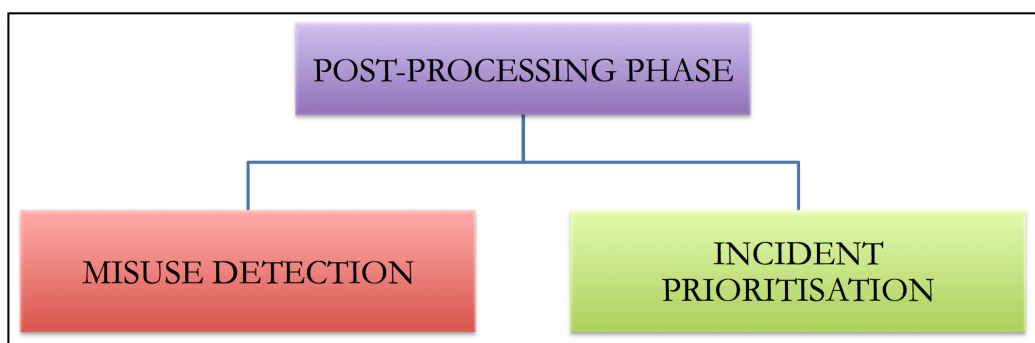 POST-PROCESSING PHASE
MISUSE DETECTION
INCIDENT
PRIORITISATION